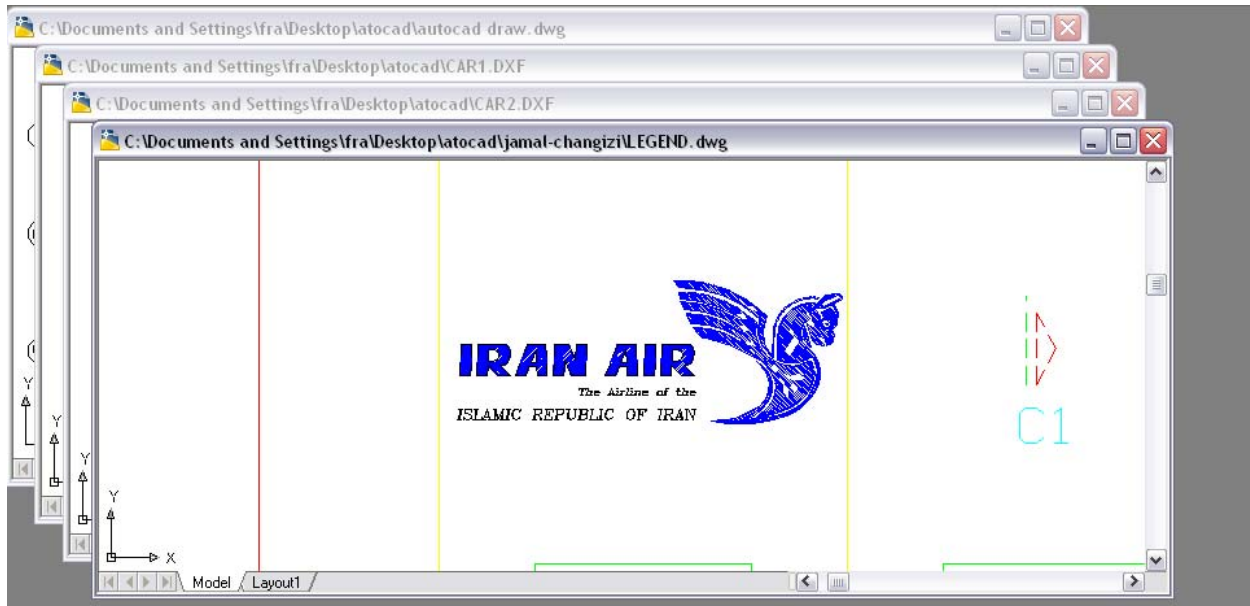 C:\Documents and Settings\fra\Desktop\atocad\autocad-draw.dwg
C:\Documents and Settings\fra\Desktop\atocad\CAR1.DXF
C:\Documents and Settings\fra\Desktop\atocad\CAR2.DXF
C:\Documents and Settings\fra\Desktop\atocad\jamal-changizi\LEGEND.dwg
IRAN AIR
The Airline of the
ISLAMIC REPUBLIC OF IRAN
C1
Y
Y
Y
Y
X
Model Layout1